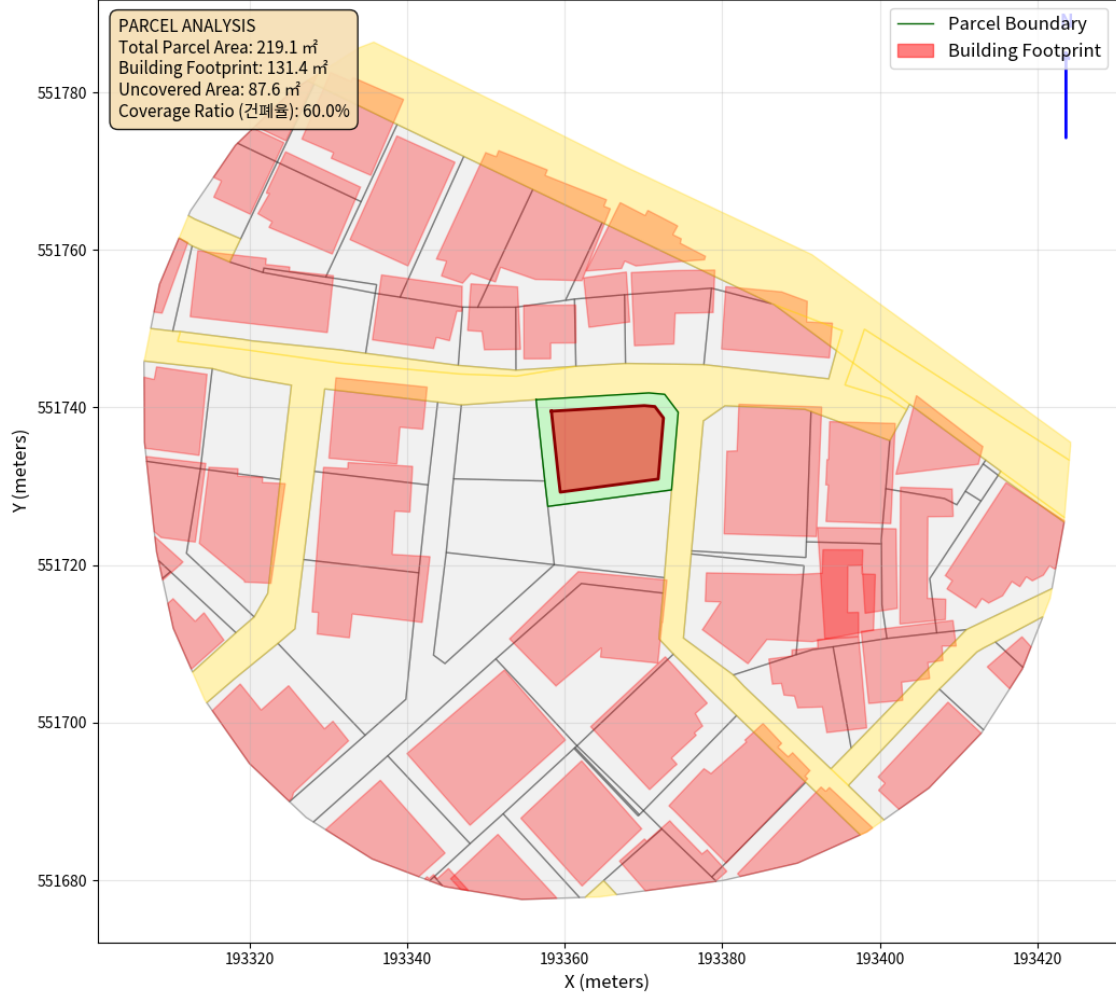 PARCEL ANALYSIS
Total Parcel Area: 219.1 ㎡
Building Footprint: 131.4 ㎡
Uncovered Area: 87.6 ㎡
Coverage Ratio (건폐율): 60.0%
Parcel Boundary
Building Footprint
N
551780
551760
551740
551720
551700
551680
Y (meters)
193320
193340
193360
193380
193400
193420
X (meters)